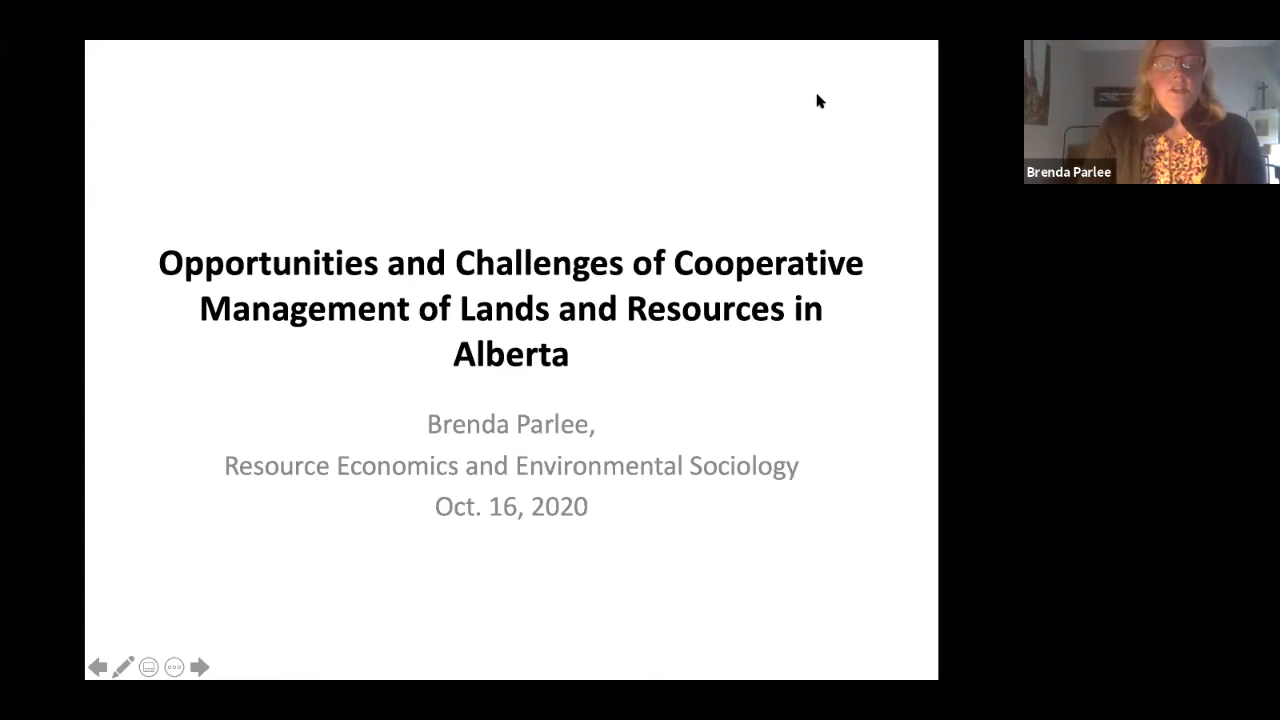 Opportunities and Challenges of Cooperative
Management of Lands and Resources in
Alberta
Brenda Parlee,
Resource Economics and Environmental Sociology
Oct. 16, 2020
Brenda Parlee